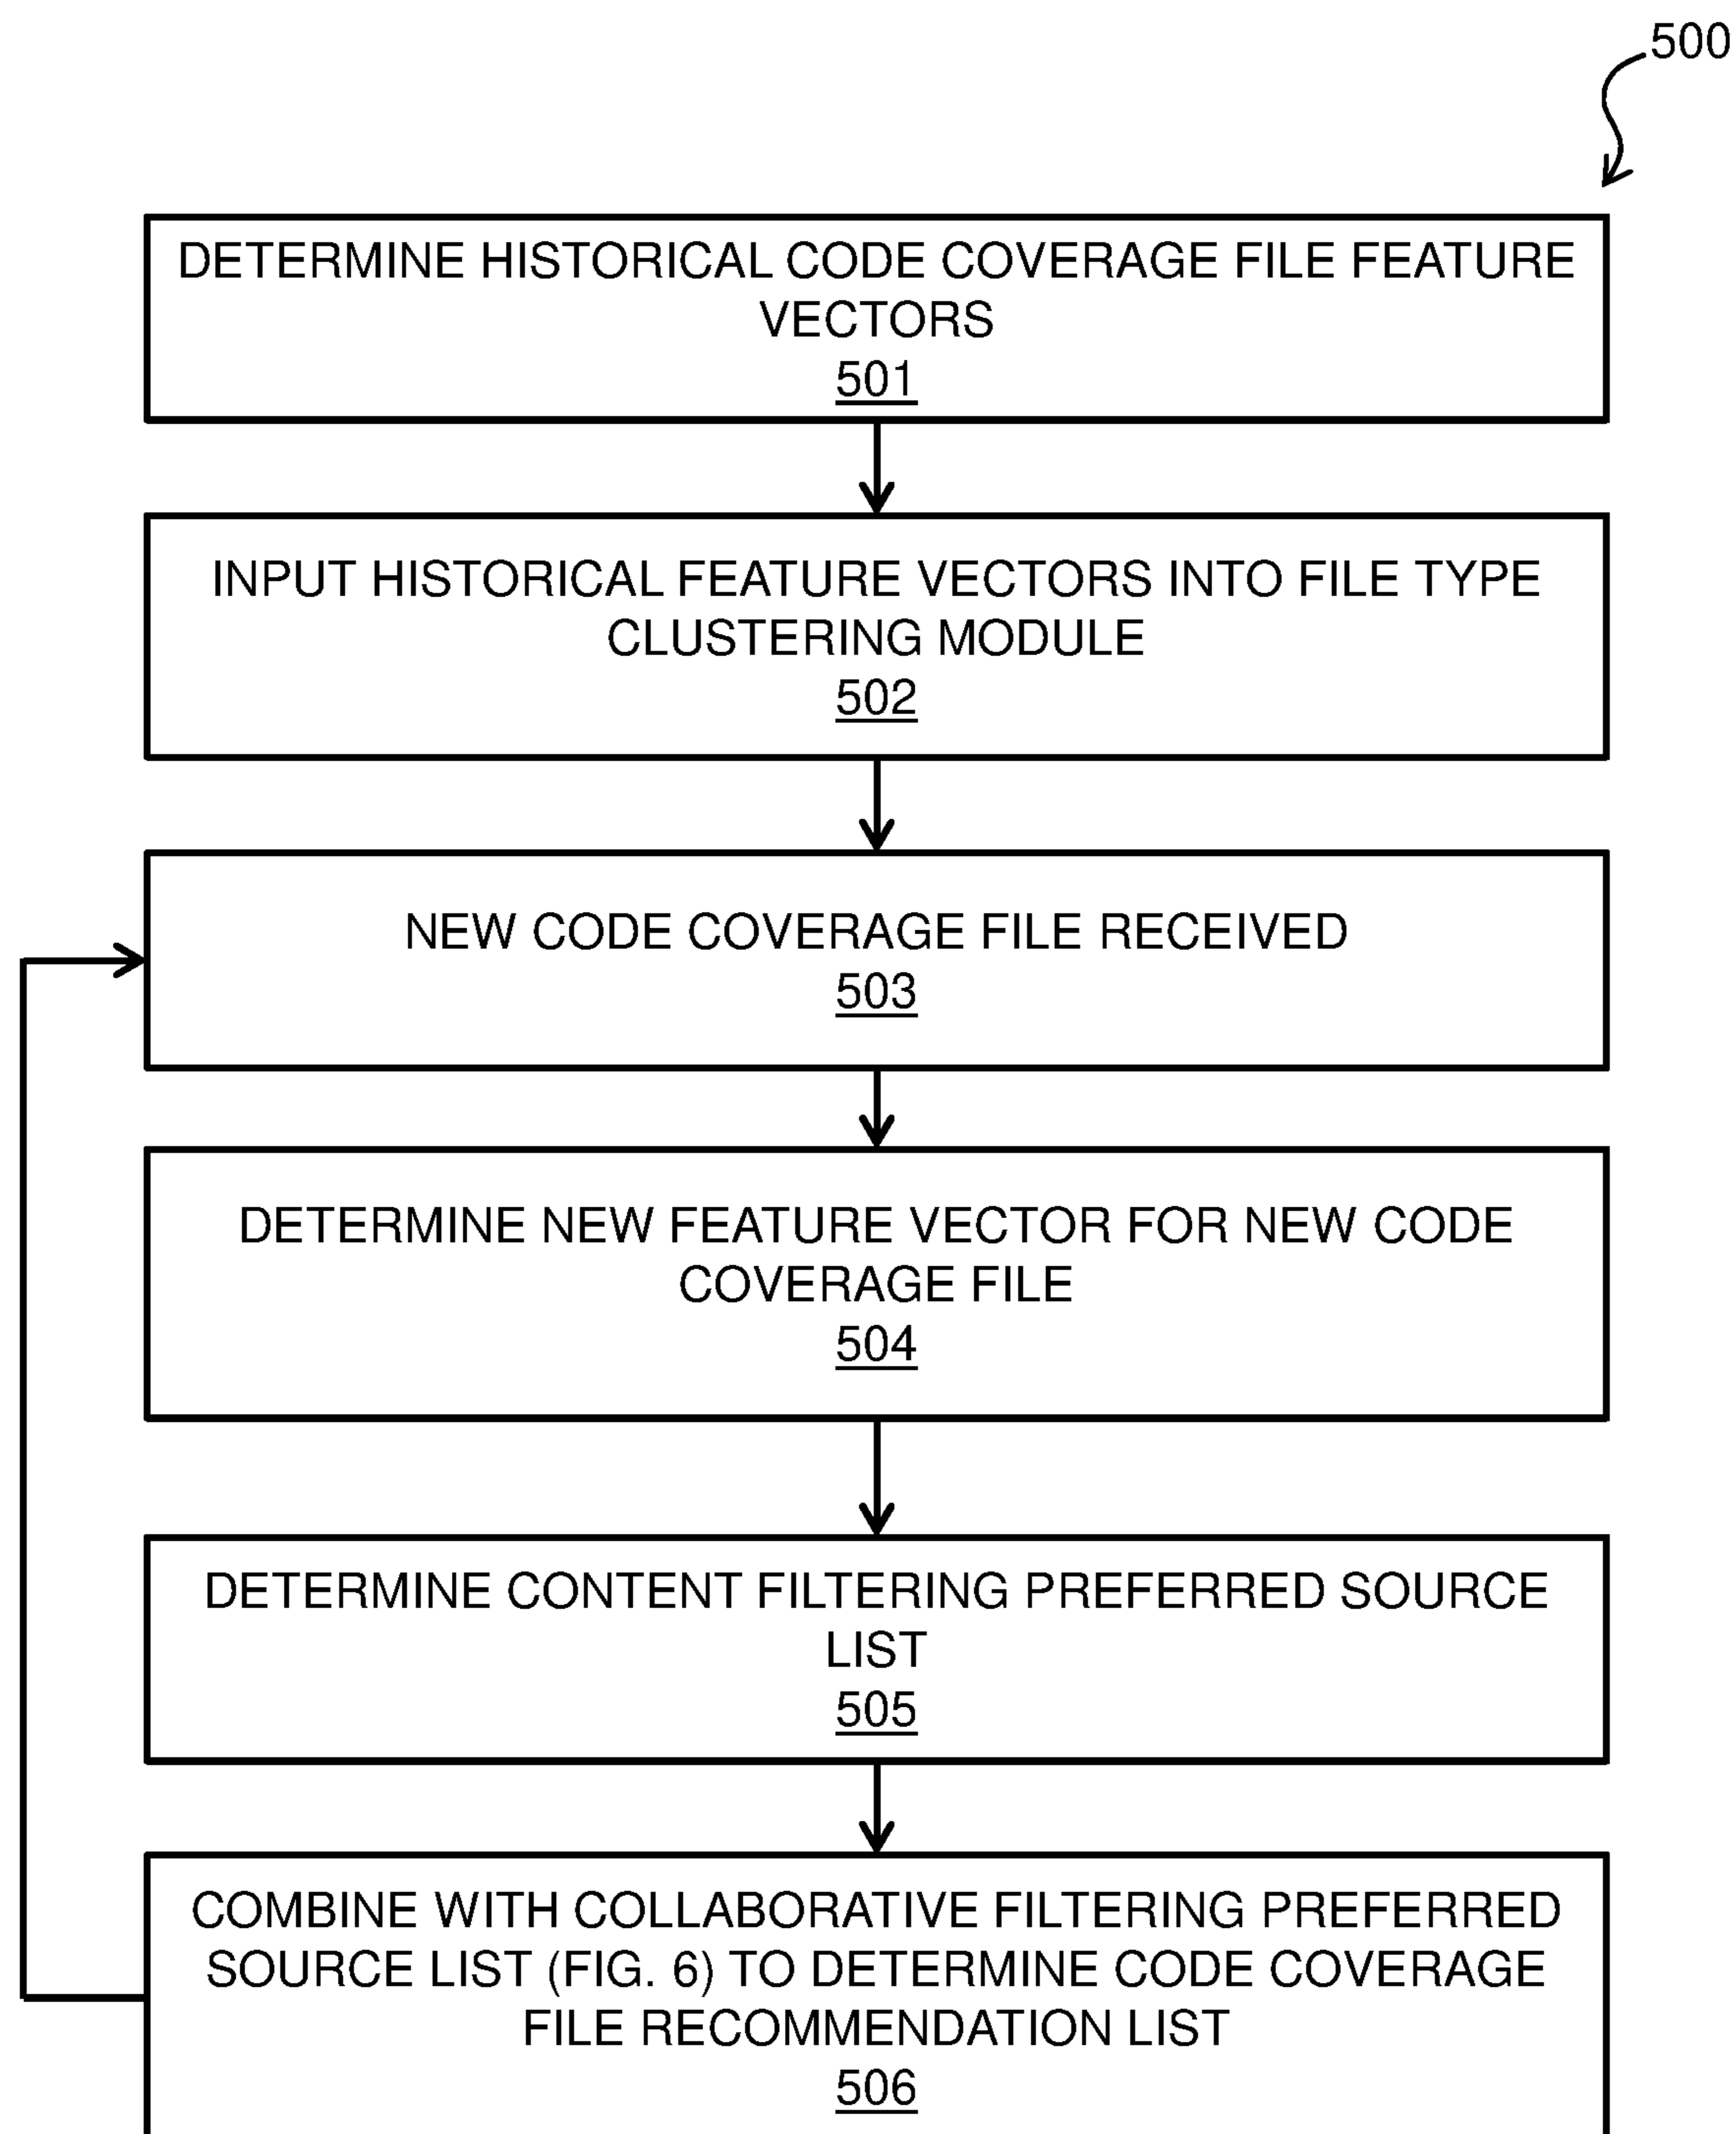 500
DETERMINE HISTORICAL CODE COVERAGE FILE FEATURE
VECTORS
501
INPUT HISTORICAL FEATURE VECTORS INTO FILE TYPE
CLUSTERING MODULE
502
NEW CODE COVERAGE FILE RECEIVED
503
DETERMINE NEW FEATURE VECTOR FOR NEW CODE
COVERAGE FILE
504
DETERMINE CONTENT FILTERING PREFERRED SOURCE
LIST
505
COMBINE WITH COLLABORATIVE FILTERING PREFERRED
SOURCE LIST (FIG. 6) TO DETERMINE CODE COVERAGE
FILE RECOMMENDATION LIST
506